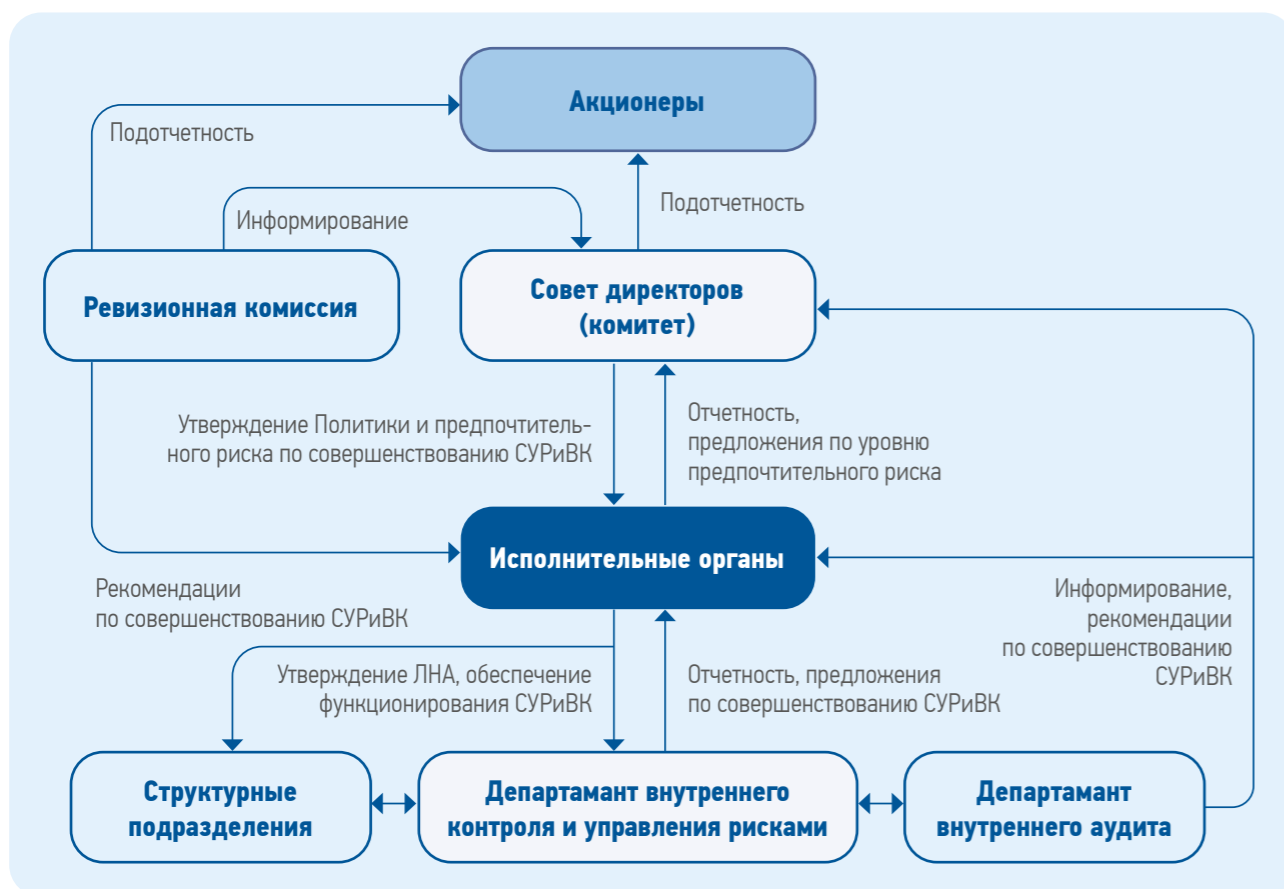 Акционеры
Подотчетность
Подотчетность
Информирование
Ревизионная комиссия
Совет директоров
(комитет)
Утверждение Политики и предпочтитель-
ного риска по совершенствованию СУРиВК
Отчетность,
предложения по уровню
предпочтительного риска
Исполнительные органы
Рекомендации
по совершенствованию СУРиВК
Информирование,
рекомендации
по совершенствованию
СУРиВК
Утверждение ЛНА, обеспечение
функционирования СУРиВК
Отчетность, предложения
по совершенствованию СУРиВК
Структурные
подразделения
Департамант внутреннего
контроля и управления рисками
Департамант
внутреннего аудита